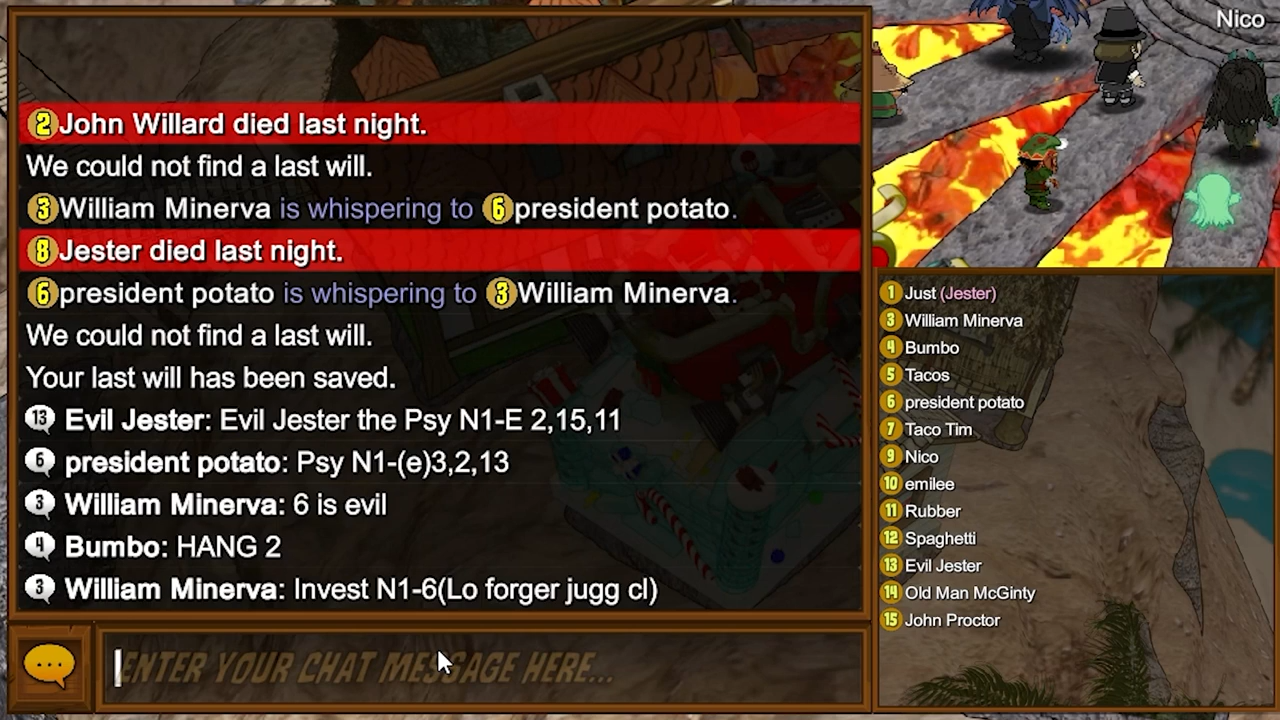 2 John Willard died last night.
We could not find a last will.
3 William Minerva is whispering to 6 president potato.
8 Jester died last night.
6 president potato is whispering to 3 William Minerva.
We could not find a last will.
Your last will has been saved.
13 Evil Jester: Evil Jester the Psy N1-E 2,15,11
6 president potato: Psy N1-(e)3,2,13
3 William Minerva: 6 is evil
4 Bumbo: HANG 2
3 William Minerva: Invest N1-6(Lo forger jugg cl)
ENTER YOUR CHAT MESSAGE HERE...
Nico
1 Just (Jester)
3 William Minerva
4 Bumbo
5 Tacos
6 president potato
7 Taco Tim
9 Nico
10 emilee
11 Rubber
12 Spaghetti
13 Evil Jester
14 Old Man McGinty
15 John Proctor